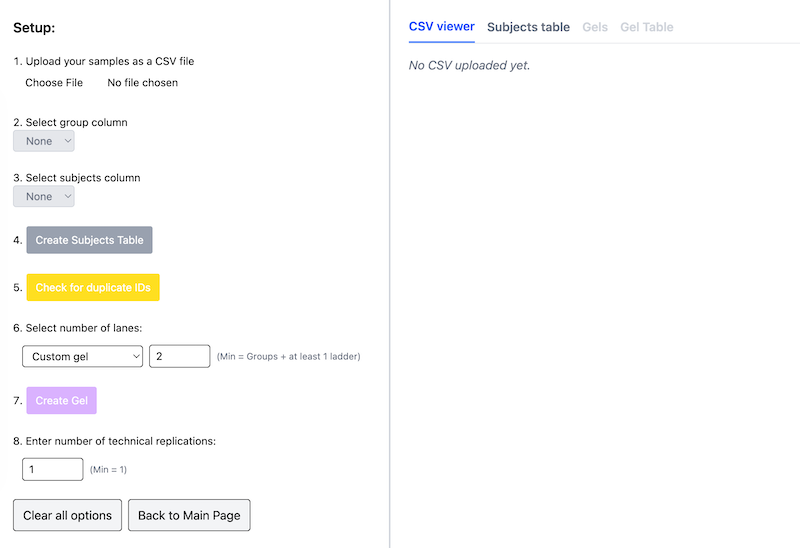 Setup:
1. Upload your samples as a CSV file
Choose File No file chosen
2. Select group column
None
3. Select subjects column
None
4. Create Subjects Table
5. Check for duplicate IDs
6. Select number of lanes:
Custom gel 2 (Min = Groups + at least 1 ladder)
7. Create Gel
8. Enter number of technical replications:
1 (Min = 1)
Clear all options Back to Main Page
CSV viewer Subjects table Gels Gel Table
No CSV uploaded yet.